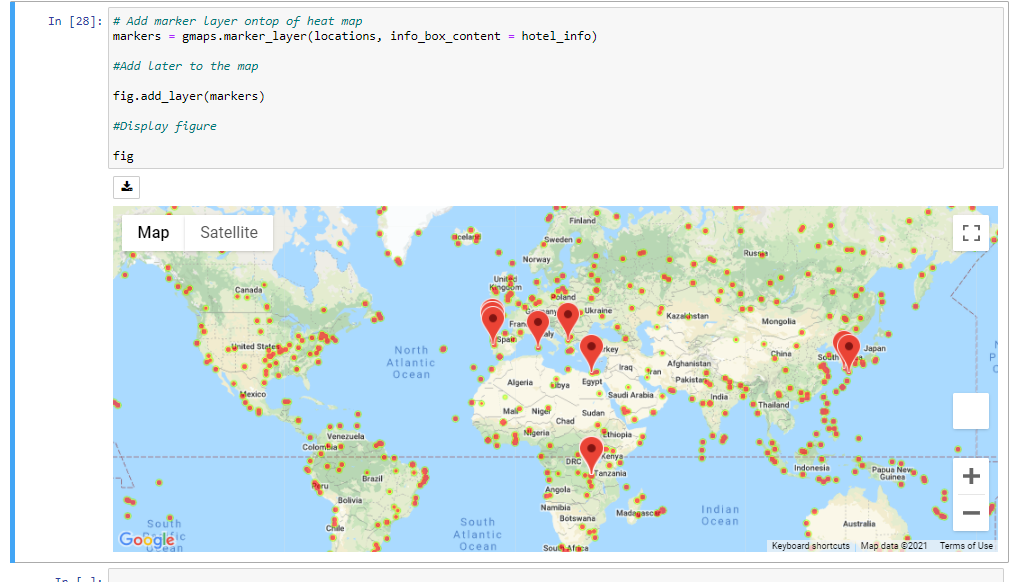 In [28]:
# Add marker layer ontop of heat map
markers = gmaps.marker_layer(locations, info_box_content = hotel_info)
#Add later to the map
fig.add_layer(markers)
#Display figure
fig
Map Satellite
Finland
Iceland
Sweden
Russia
Norway
Canada
United
Kingdom
Poland
Germany
Ukraine
Kazakhstan
Mongolia
United States
North
Atlantic
Ocean
Spain
China
Japan
South
Iraq
Iran
Afghanistan
Pakistan
Algeria
Libya
Egypt
Saudi Arabia
India
Mexico
Mali
Niger
Chad
Sudan
Thailand
Nigeria
Ethiopia
Venezuela
Colombia
DRC
Kenya
Tanzania
Indonesia
Papua New
Guinea
Brazil
Peru
Angola
Bolivia
Namibia
Botswana
Madagascar
Indian
Ocean
South
Pacific
Ocean
South
Atlantic
Ocean
Chile
Australia
South Africa
Google
Keyboard shortcuts Map data ©2021 Terms of Use
In [ ]: